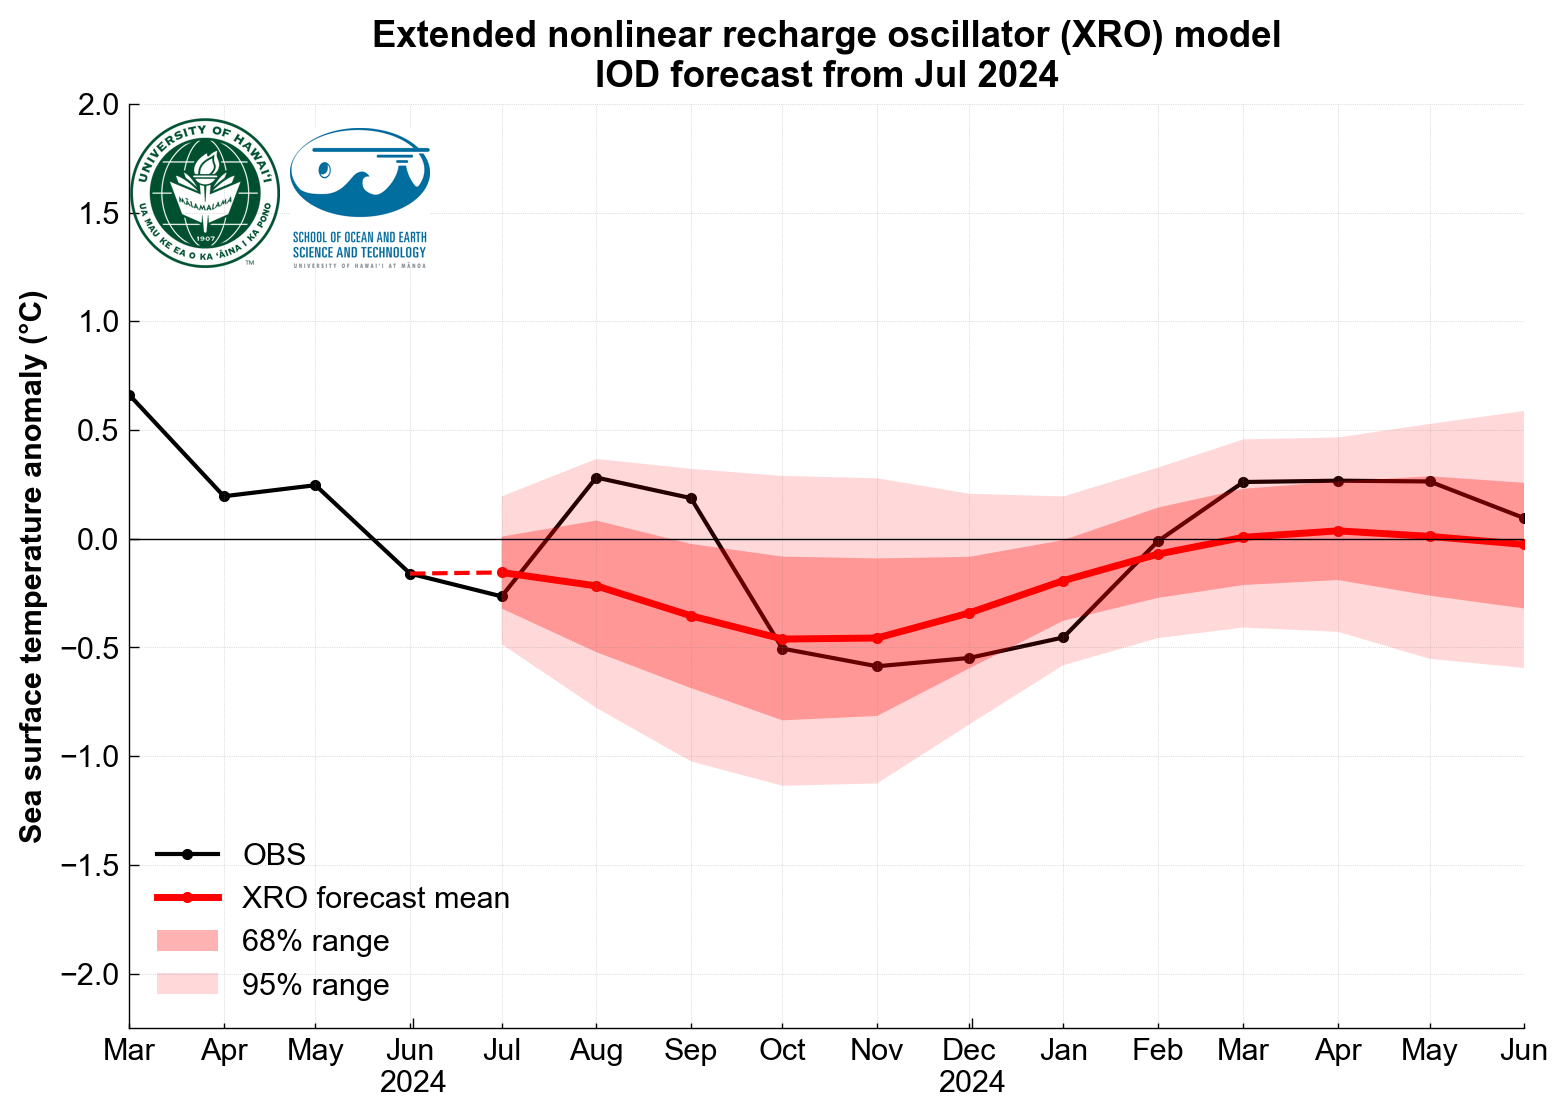 Extended nonlinear recharge oscillator (XRO) model
IOD forecast from Jul 2024
Sea surface temperature anomaly (°C)
2.0
1.5
1.0
0.5
0.0
−0.5
−1.0
−1.5
−2.0
UNIVERSITY OF HAWAIʻI
MĀLAMALAMA
1907
UA MAU KE EA O KA ʻĀINA I KA PONO
TM
SCHOOL OF OCEAN AND EARTH
SCIENCE AND TECHNOLOGY
UNIVERSITY OF HAWAIʻI AT MĀNOA
OBS
XRO forecast mean
68% range
95% range
Mar Apr May Jun Jul Aug Sep Oct Nov Dec Jan Feb Mar Apr May Jun
2024 2024